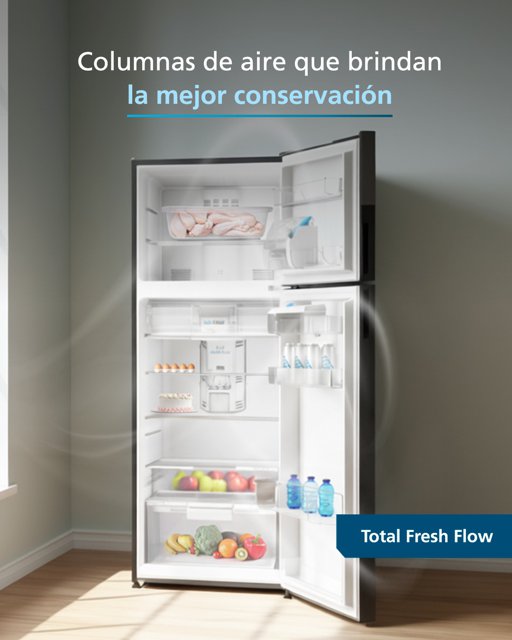 Columnas de aire que brindan
la mejor conservación
Total Fresh Flow